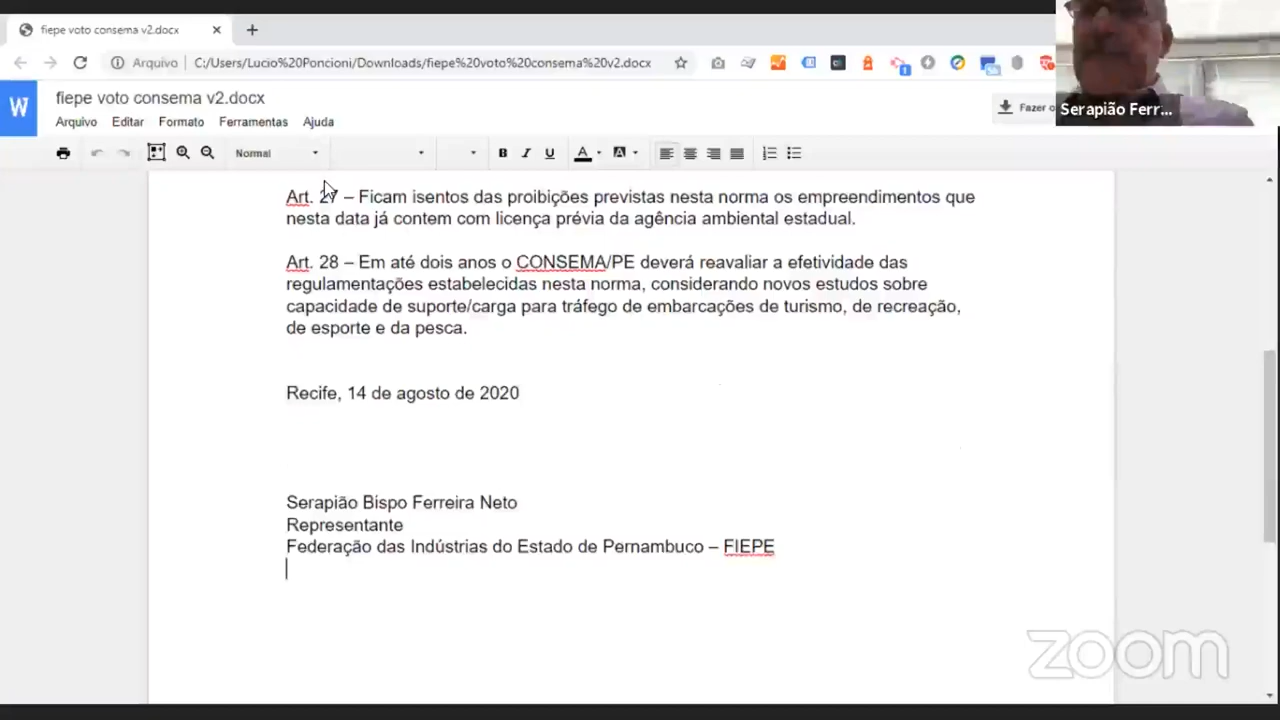 fiepe voto consema v2.docx
Arquivo C:/Users/Lucio%20Poncioni/Downloads/fiepe%20voto%20consema%20v2.docx
W
fiepe voto consema v2.docx
Fazer o
Serapião Ferr...
Arquivo Editar Formato Ferramentas Ajuda
Normal B I U A A
Art. 27 – Ficam isentos das proibições previstas nesta norma os empreendimentos que
nesta data já contem com licença prévia da agência ambiental estadual.
Art. 28 – Em até dois anos o CONSEMA/PE deverá reavaliar a efetividade das
regulamentações estabelecidas nesta norma, considerando novos estudos sobre
capacidade de suporte/carga para tráfego de embarcações de turismo, de recreação,
de esporte e da pesca.
Recife, 14 de agosto de 2020
Serapião Bispo Ferreira Neto
Representante
Federação das Indústrias do Estado de Pernambuco – FIEPE
zoom